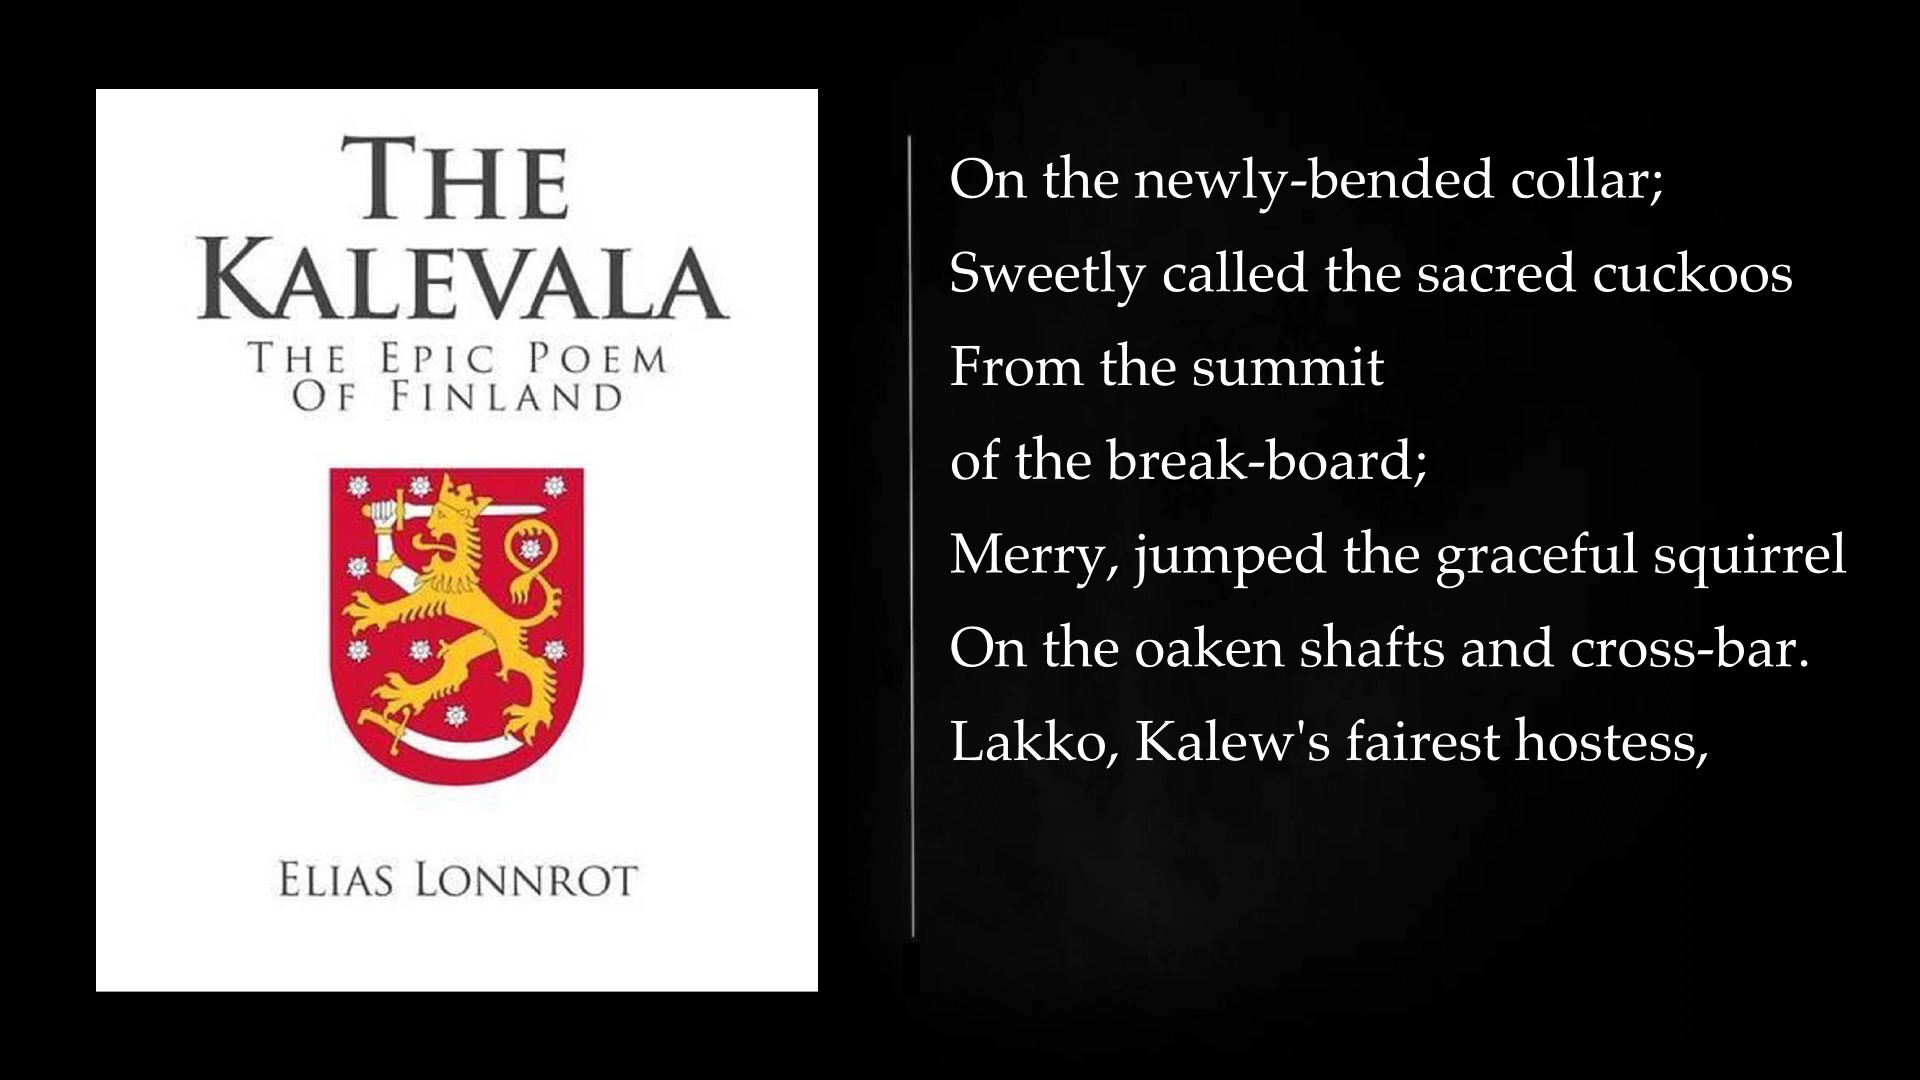 THE
KALEVALA
THE EPIC POEM
OF FINLAND
ELIAS LONNROT
On the newly-bended collar;
Sweetly called the sacred cuckoos
From the summit
of the break-board;
Merry, jumped the graceful squirrel
On the oaken shafts and cross-bar.
Lakko, Kalew's fairest hostess,